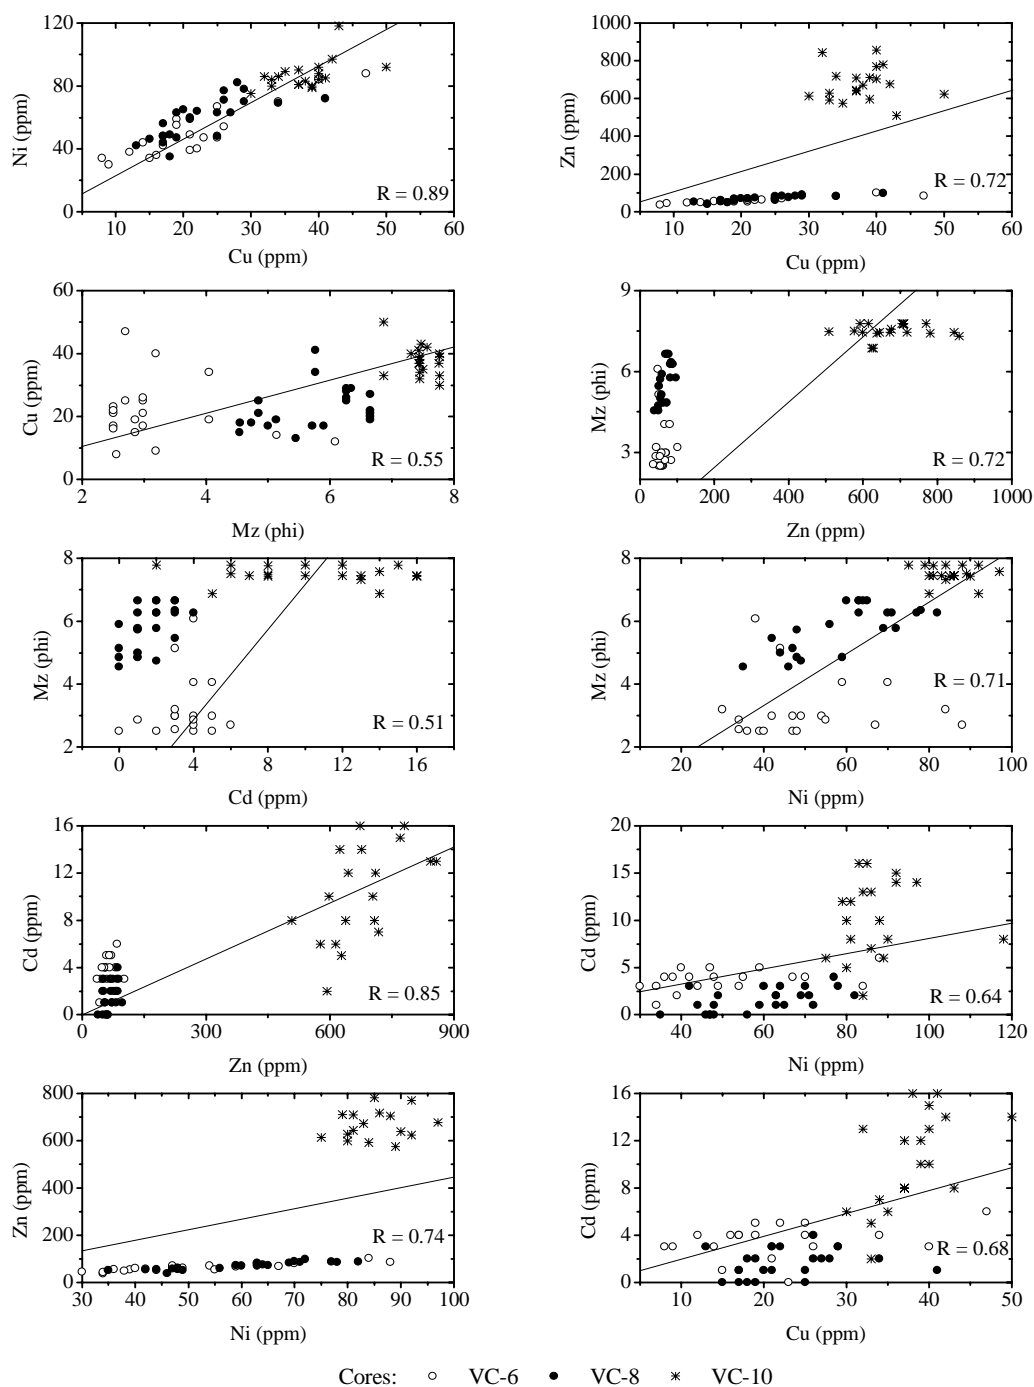 120
80
40
0
Ni (ppm)
R = 0.89
10 20 30 40 50 60
Cu (ppm)
1000
800
600
400
200
0
Zn (ppm)
R = 0.72
10 20 30 40 50 60
Cu (ppm)
60
40
20
0
Cu (ppm)
R = 0.55
2 4 6 8
Mz (phi)
9
6
3
Mz (phi)
R = 0.72
0 200 400 600 800 1000
Zn (ppm)
8
6
4
2
Mz (phi)
R = 0.51
0 4 8 12 16
Cd (ppm)
8
6
4
2
Mz (phi)
R = 0.71
20 40 60 80 100
Ni (ppm)
16
12
8
4
0
Cd (ppm)
R = 0.85
0 300 600 900
Zn (ppm)
20
15
10
5
0
Cd (ppm)
R = 0.64
40 60 80 100 120
Ni (ppm)
800
600
400
200
0
Zn (ppm)
R = 0.74
30 40 50 60 70 80 90 100
Ni (ppm)
16
12
8
4
0
Cd (ppm)
R = 0.68
10 20 30 40 50
Cu (ppm)
Cores: VC-6 VC-8 VC-10